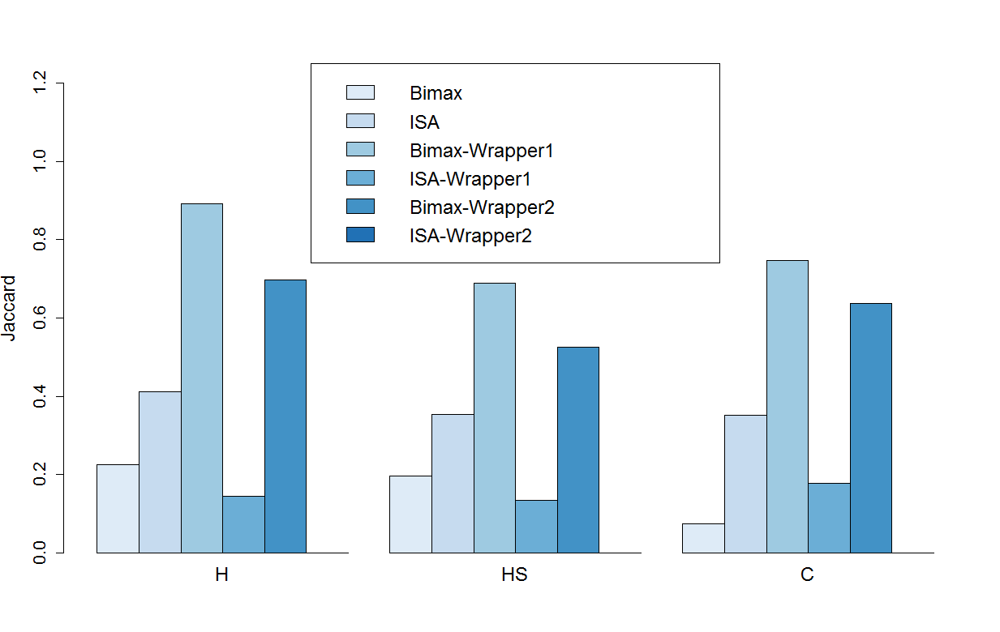 Bimax
ISA
Bimax-Wrapper1
ISA-Wrapper1
Bimax-Wrapper2
ISA-Wrapper2
Jaccard
1.2
1.0
0.8
0.6
0.4
0.2
0.0
H HS C